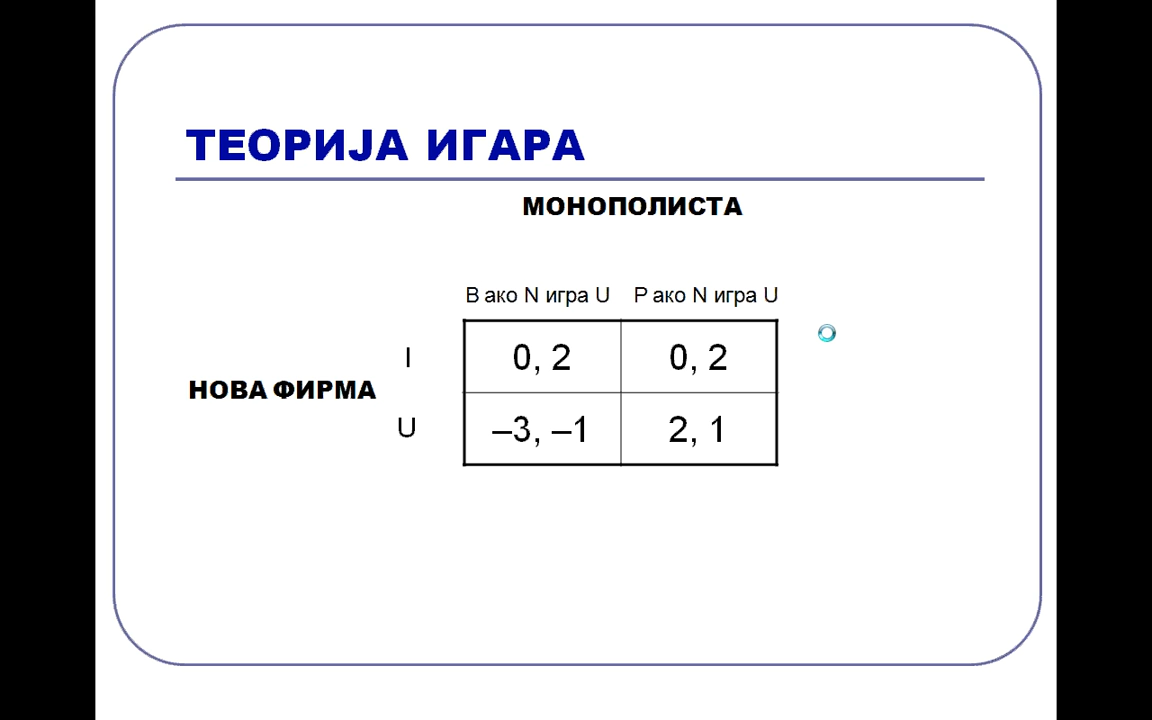 ТЕОРИЈА ИГАРА
МОНОПОЛИСТА
B ако N игра U P ако N игра U
I 0, 2 0, 2
НОВА ФИРМА
U –3, –1 2, 1